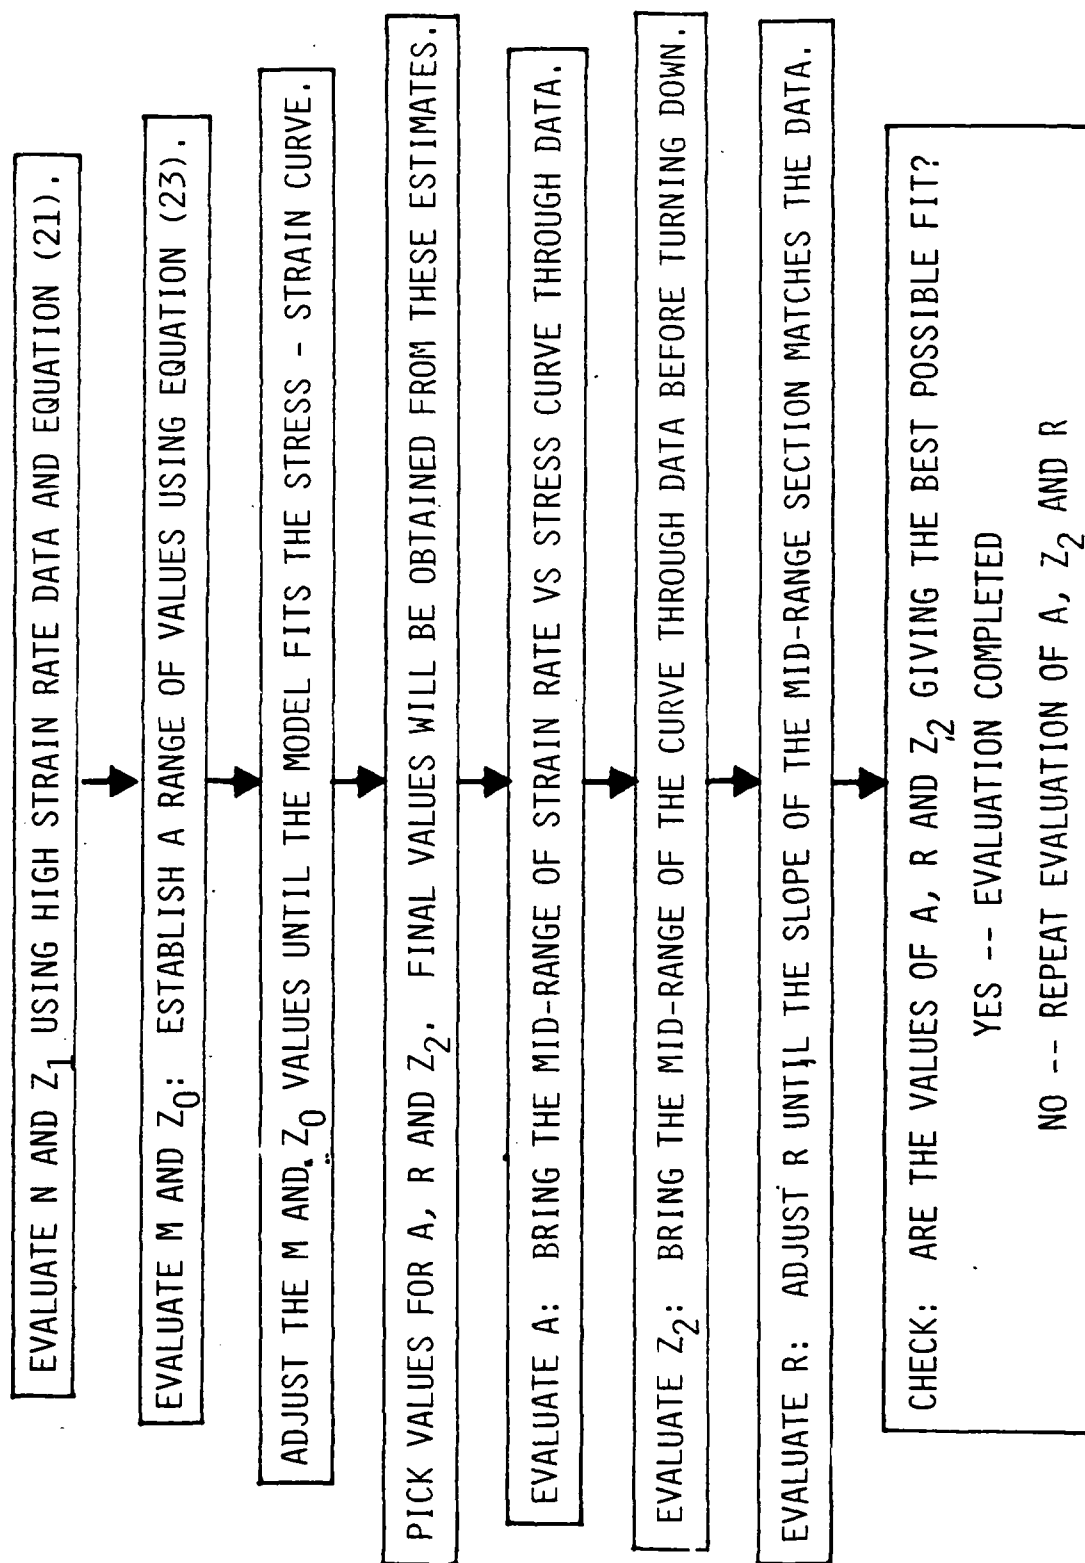 EVALUATE N AND Z1 USING HIGH STRAIN RATE DATA AND EQUATION (21).
EVALUATE M AND Z0: ESTABLISH A RANGE OF VALUES USING EQUATION (23).
ADJUST THE M AND Z0 VALUES UNTIL THE MODEL FITS THE STRESS - STRAIN CURVE.
PICK VALUES FOR A, R AND Z2. FINAL VALUES WILL BE OBTAINED FROM THESE ESTIMATES.
EVALUATE A: BRING THE MID-RANGE OF STRAIN RATE VS STRESS CURVE THROUGH DATA.
EVALUATE Z2: BRING THE MID-RANGE OF THE CURVE THROUGH DATA BEFORE TURNING DOWN.
EVALUATE R: ADJUST R UNTIL THE SLOPE OF THE MID-RANGE SECTION MATCHES THE DATA.
CHECK: ARE THE VALUES OF A, R AND Z2 GIVING THE BEST POSSIBLE FIT?
YES -- EVALUATION COMPLETED
NO -- REPEAT EVALUATION OF A, Z2 AND R